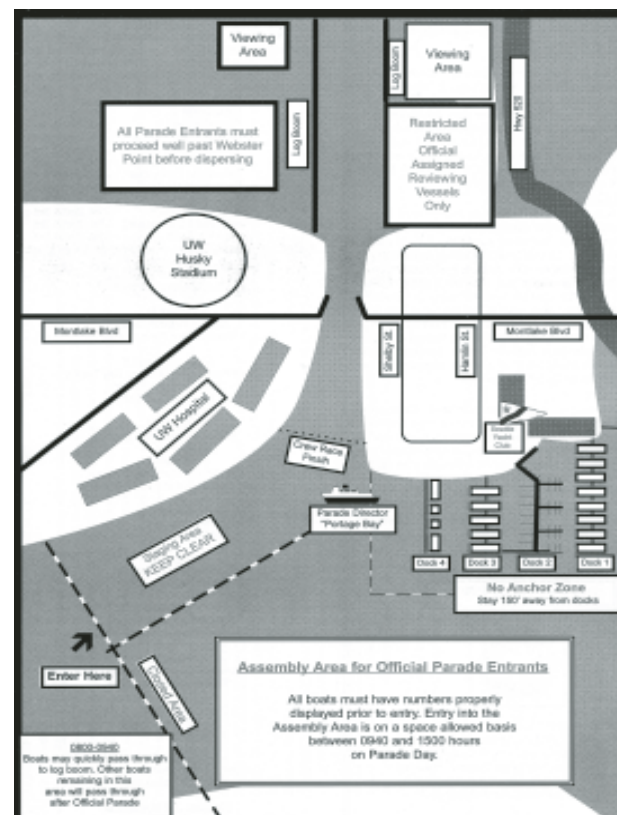 Viewing
Area
Log Boom
Viewing
Area
Hwy 520
All Parade Entrants must
proceed well past Webster
Point before dispersing
Log Boom
Restricted
Area
Official
Assigned
Reviewing
Vessels
Only
UW
Husky
Stadium
Montlake Blvd
Shelby St.
Hamlin St.
Montlake Blvd
UW Hospital
Seattle
Yacht
Club
Crew Race
Finish
Parade Director
"Portage Bay"
Staging Area
KEEP CLEAR
Dock 4
Dock 3
Dock 2
Dock 1
No Anchor Zone
Stay 150' away from docks
Enter Here
Closed Area
Assembly Area for Official Parade Entrants
All boats must have numbers properly
displayed prior to entry. Entry into the
Assembly Area is on a space allowed basis
between 0940 and 1500 hours
on Parade Day.
0800-0940
Boats may quickly pass through
to log boom. Other boats
remaining in this
area will pass through
after Official Parade